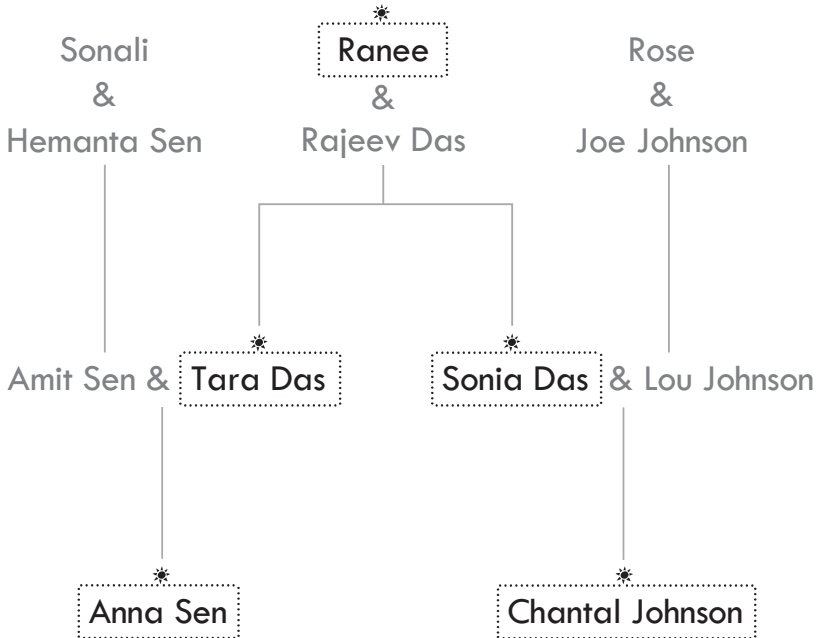 Sonali
&
Hemanta Sen
Ranee
&
Rajeev Das
Rose
&
Joe Johnson
Amit Sen & Tara Das
Sonia Das & Lou Johnson
Anna Sen
Chantal Johnson